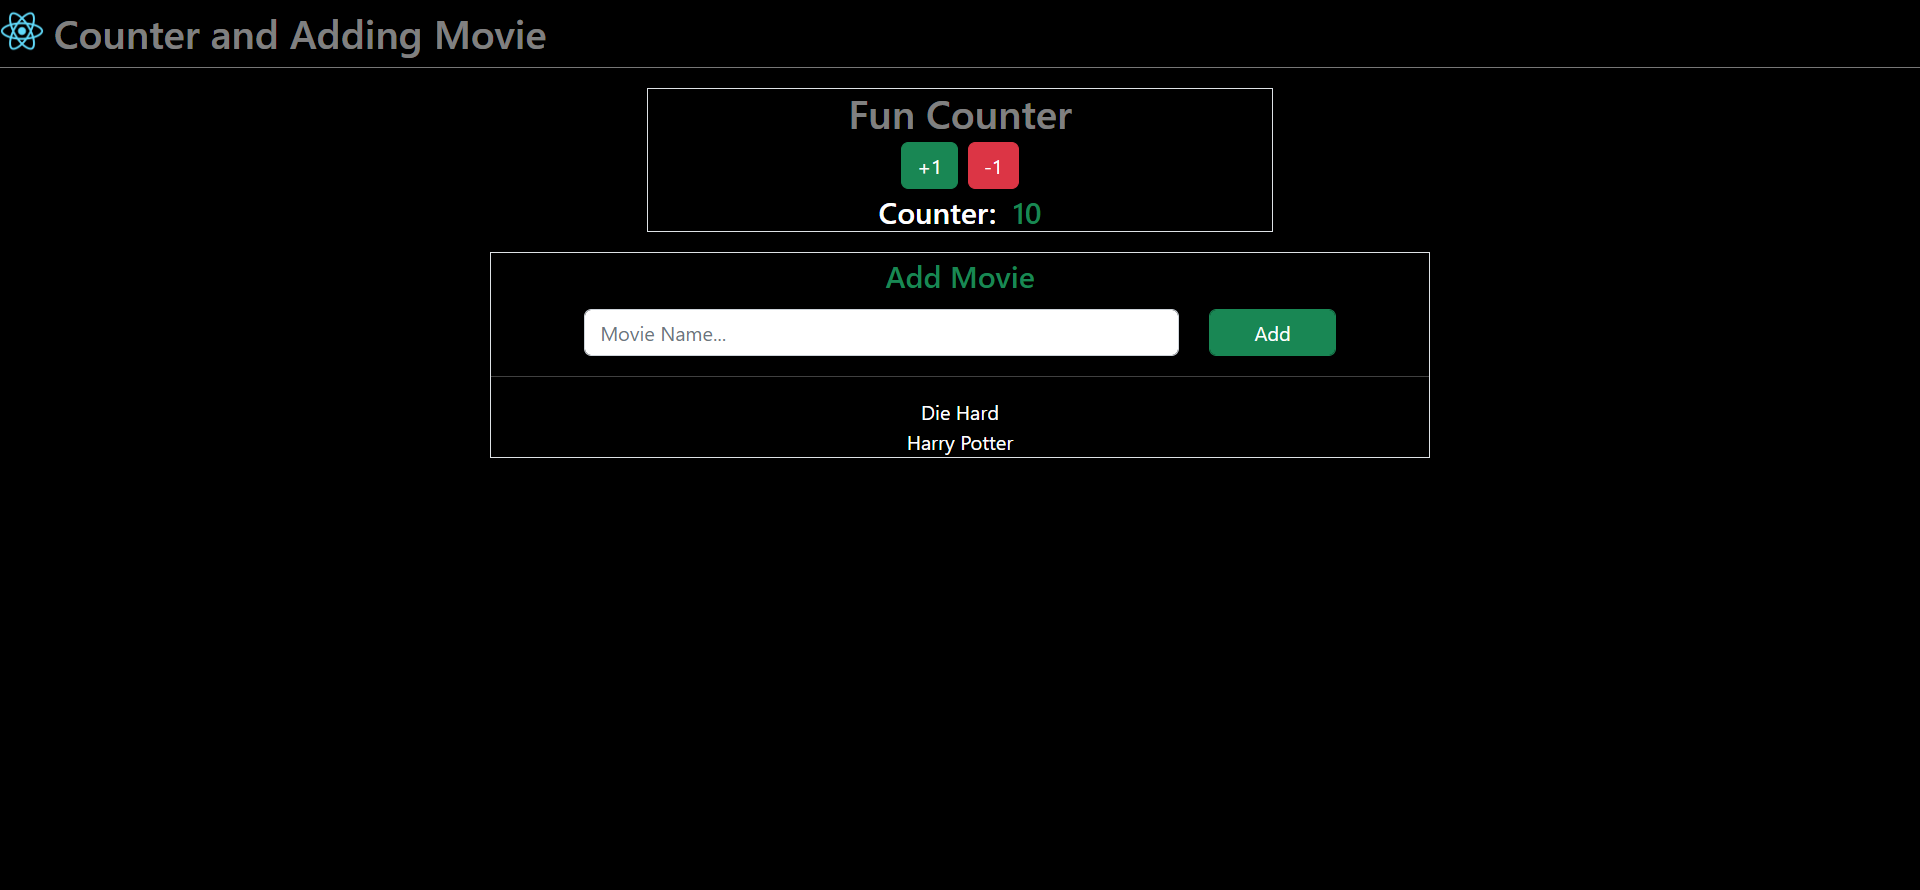 Counter and Adding Movie
Fun Counter
+1 -1
Counter: 10
Add Movie
Movie Name... Add
Die Hard
Harry Potter